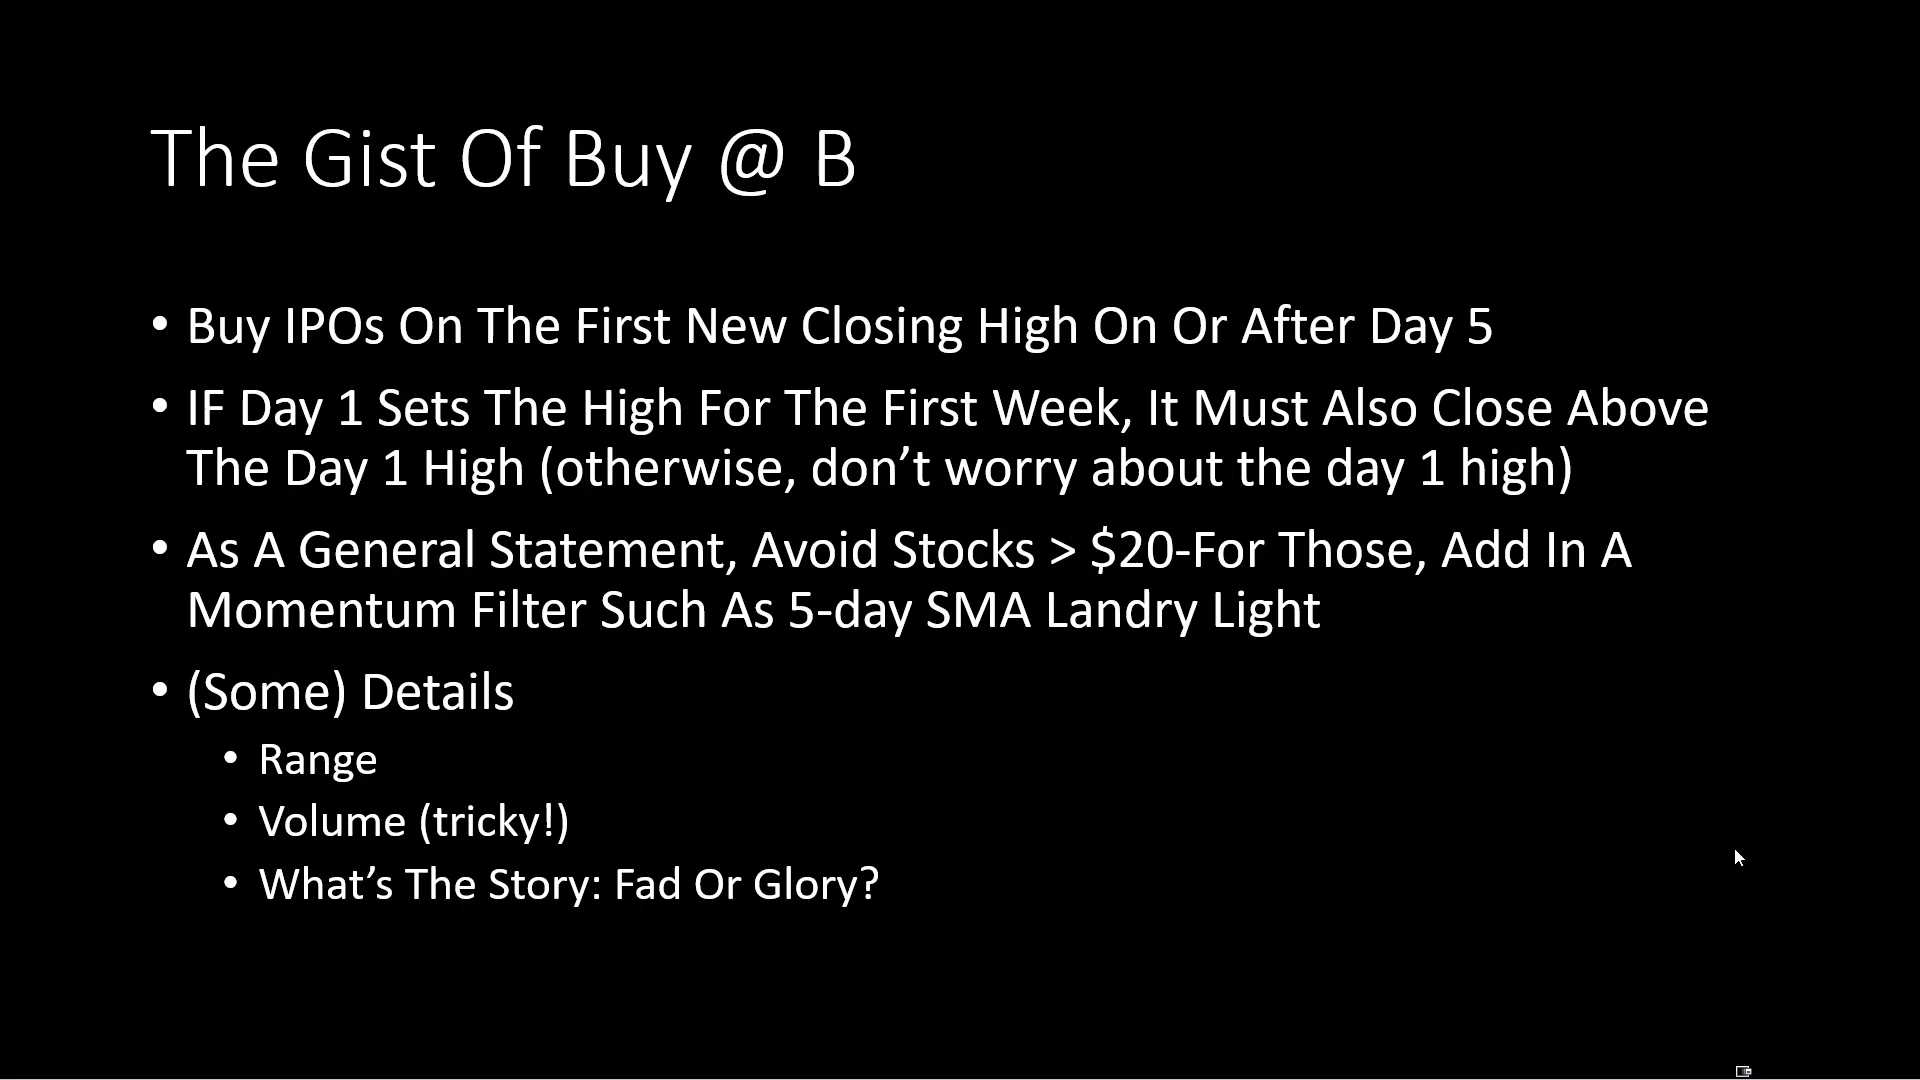 The Gist Of Buy @ B
• Buy IPOs On The First New Closing High On Or After Day 5
• IF Day 1 Sets The High For The First Week, It Must Also Close Above
The Day 1 High (otherwise, don’t worry about the day 1 high)
• As A General Statement, Avoid Stocks > $20-For Those, Add In A
Momentum Filter Such As 5-day SMA Landry Light
• (Some) Details
• Range
• Volume (tricky!)
• What’s The Story: Fad Or Glory?